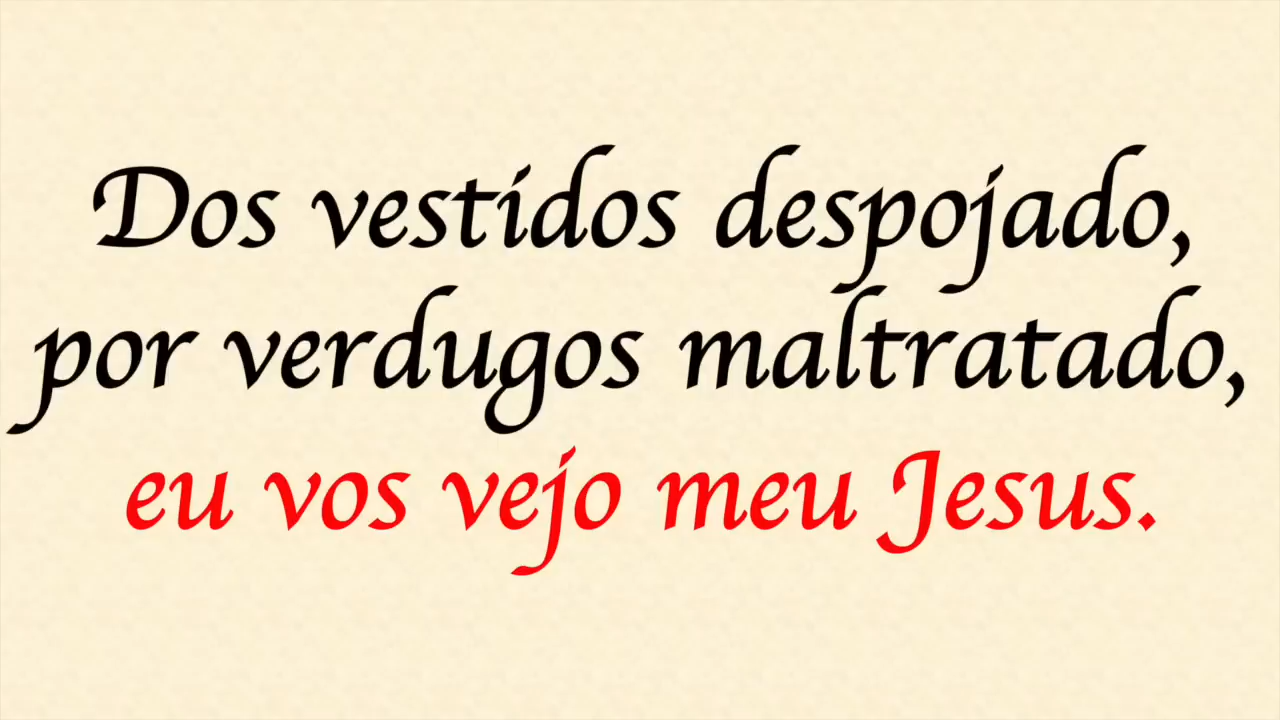 Dos vestidos despojado,
por verdugos maltratado,
eu vos vejo meu Jesus.